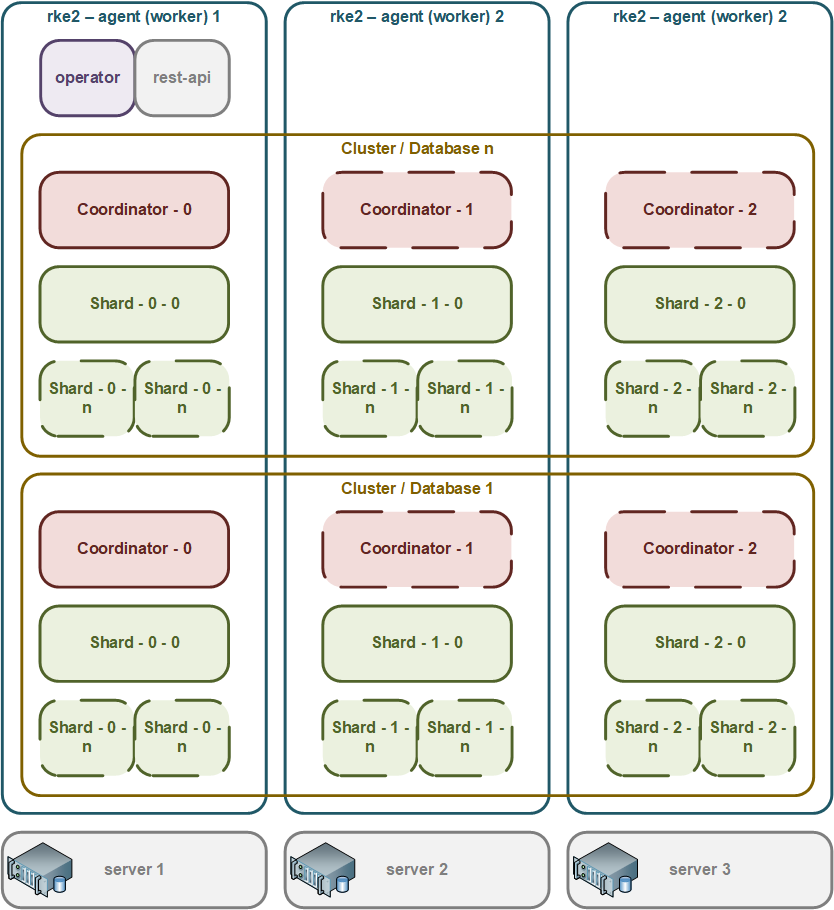 rke2 – agent (worker) 1
rke2 – agent (worker) 2
rke2 – agent (worker) 2
operator
rest-api
Cluster / Database n
Coordinator - 0
Coordinator - 1
Coordinator - 2
Shard - 0 - 0
Shard - 1 - 0
Shard - 2 - 0
Shard - 0 -
n
Shard - 0 -
n
Shard - 1 -
n
Shard - 1 -
n
Shard - 2 -
n
Shard - 2 -
n
Cluster / Database 1
Coordinator - 0
Coordinator - 1
Coordinator - 2
Shard - 0 - 0
Shard - 1 - 0
Shard - 2 - 0
Shard - 0 -
n
Shard - 0 -
n
Shard - 1 -
n
Shard - 1 -
n
Shard - 2 -
n
Shard - 2 -
n
server 1
server 2
server 3